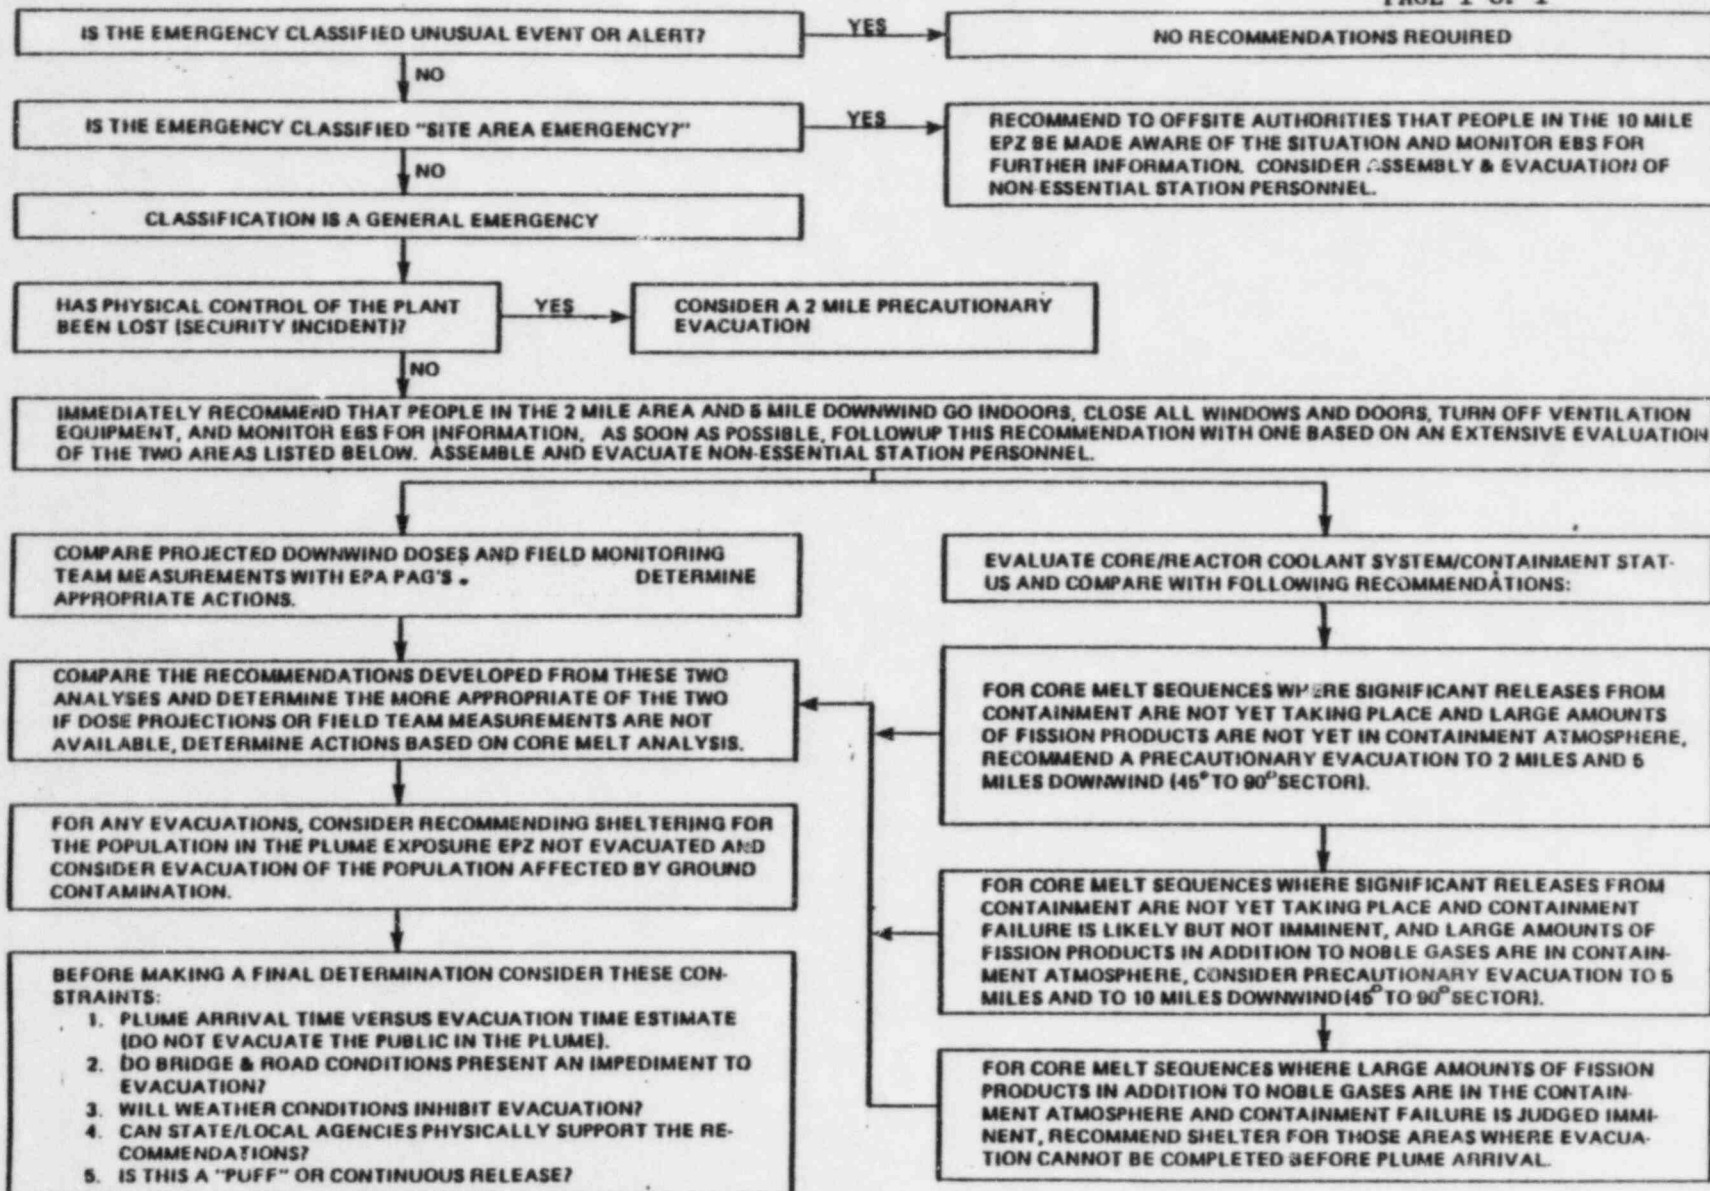 PAGE 1 OF 1
IS THE EMERGENCY CLASSIFIED UNUSUAL EVENT OR ALERT?
YES
NO RECOMMENDATIONS REQUIRED
NO
IS THE EMERGENCY CLASSIFIED "SITE AREA EMERGENCY?"
YES
RECOMMEND TO OFFSITE AUTHORITIES THAT PEOPLE IN THE 10 MILE
EPZ BE MADE AWARE OF THE SITUATION AND MONITOR EBS FOR
FURTHER INFORMATION. CONSIDER ASSEMBLY & EVACUATION OF
NON-ESSENTIAL STATION PERSONNEL.
NO
CLASSIFICATION IS A GENERAL EMERGENCY
HAS PHYSICAL CONTROL OF THE PLANT
BEEN LOST (SECURITY INCIDENT)?
YES
CONSIDER A 2 MILE PRECAUTIONARY
EVACUATION
NO
IMMEDIATELY RECOMMEND THAT PEOPLE IN THE 2 MILE AREA AND 5 MILE DOWNWIND GO INDOORS, CLOSE ALL WINDOWS AND DOORS, TURN OFF VENTILATION
EQUIPMENT, AND MONITOR EBS FOR INFORMATION. AS SOON AS POSSIBLE, FOLLOWUP THIS RECOMMENDATION WITH ONE BASED ON AN EXTENSIVE EVALUATION
OF THE TWO AREAS LISTED BELOW. ASSEMBLE AND EVACUATE NON-ESSENTIAL STATION PERSONNEL.
COMPARE PROJECTED DOWNWIND DOSES AND FIELD MONITORING
TEAM MEASUREMENTS WITH EPA PAG'S. DETERMINE
APPROPRIATE ACTIONS.
COMPARE THE RECOMMENDATIONS DEVELOPED FROM THESE TWO
ANALYSES AND DETERMINE THE MORE APPROPRIATE OF THE TWO
IF DOSE PROJECTIONS OR FIELD TEAM MEASUREMENTS ARE NOT
AVAILABLE, DETERMINE ACTIONS BASED ON CORE MELT ANALYSIS.
FOR ANY EVACUATIONS, CONSIDER RECOMMENDING SHELTERING FOR
THE POPULATION IN THE PLUME EXPOSURE EPZ NOT EVACUATED AND
CONSIDER EVACUATION OF THE POPULATION AFFECTED BY GROUND
CONTAMINATION.
BEFORE MAKING A FINAL DETERMINATION CONSIDER THESE CON-
STRAINTS:
1. PLUME ARRIVAL TIME VERSUS EVACUATION TIME ESTIMATE
(DO NOT EVACUATE THE PUBLIC IN THE PLUME).
2. DO BRIDGE & ROAD CONDITIONS PRESENT AN IMPEDIMENT TO
EVACUATION?
3. WILL WEATHER CONDITIONS INHIBIT EVACUATION?
4. CAN STATE/LOCAL AGENCIES PHYSICALLY SUPPORT THE RE-
COMMENDATIONS?
5. IS THIS A "PUFF" OR CONTINUOUS RELEASE?
EVALUATE CORE/REACTOR COOLANT SYSTEM/CONTAINMENT STAT-
US AND COMPARE WITH FOLLOWING RECOMMENDATIONS:
FOR CORE MELT SEQUENCES WHERE SIGNIFICANT RELEASES FROM
CONTAINMENT ARE NOT YET TAKING PLACE AND LARGE AMOUNTS
OF FISSION PRODUCTS ARE NOT YET IN CONTAINMENT ATMOSPHERE,
RECOMMEND A PRECAUTIONARY EVACUATION TO 2 MILES AND 5
MILES DOWNWIND (45° TO 90° SECTOR).
FOR CORE MELT SEQUENCES WHERE SIGNIFICANT RELEASES FROM
CONTAINMENT ARE NOT YET TAKING PLACE AND CONTAINMENT
FAILURE IS LIKELY BUT NOT IMMINENT, AND LARGE AMOUNTS OF
FISSION PRODUCTS IN ADDITION TO NOBLE GASES ARE IN CONTAIN-
MENT ATMOSPHERE, CONSIDER PRECAUTIONARY EVACUATION TO 5
MILES AND TO 10 MILES DOWNWIND (45° TO 90° SECTOR).
FOR CORE MELT SEQUENCES WHERE LARGE AMOUNTS OF FISSION
PRODUCTS IN ADDITION TO NOBLE GASES ARE IN THE CONTAIN-
MENT ATMOSPHERE AND CONTAINMENT FAILURE IS JUDGED IMMI-
NENT, RECOMMEND SHELTER FOR THOSE AREAS WHERE EVACUA-
TION CANNOT BE COMPLETED BEFORE PLUME ARRIVAL.